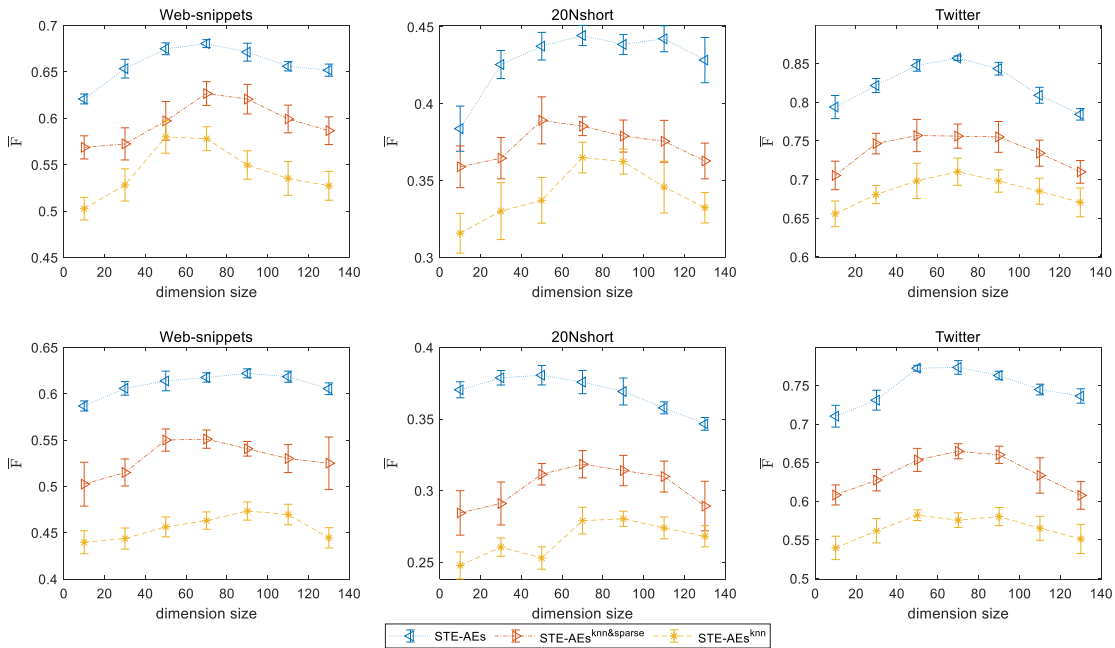 Web-snippets 20Nshort Twitter
0.7 0.45 0.85
0.65 0.8
0.6 0.4 0.75
F̅ F̅ F̅
0.55 0.35 0.7
0.5 0.65
0.45 0.3 0.6
0 20 40 60 80 100 120 140 0 20 40 60 80 100 120 140 0 20 40 60 80 100 120 140
dimension size dimension size dimension size
Web-snippets 20Nshort Twitter
0.65 0.4
0.6 0.75
0.35 0.7
0.55 0.65
F̅ F̅ F̅
0.5 0.3 0.6
0.45 0.25 0.55
0.4 0.5
0 20 40 60 80 100 120 140 0 20 40 60 80 100 120 140 0 20 40 60 80 100 120 140
dimension size dimension size dimension size
STE-AEs STE-AEs^knn&sparse STE-AEs^knn